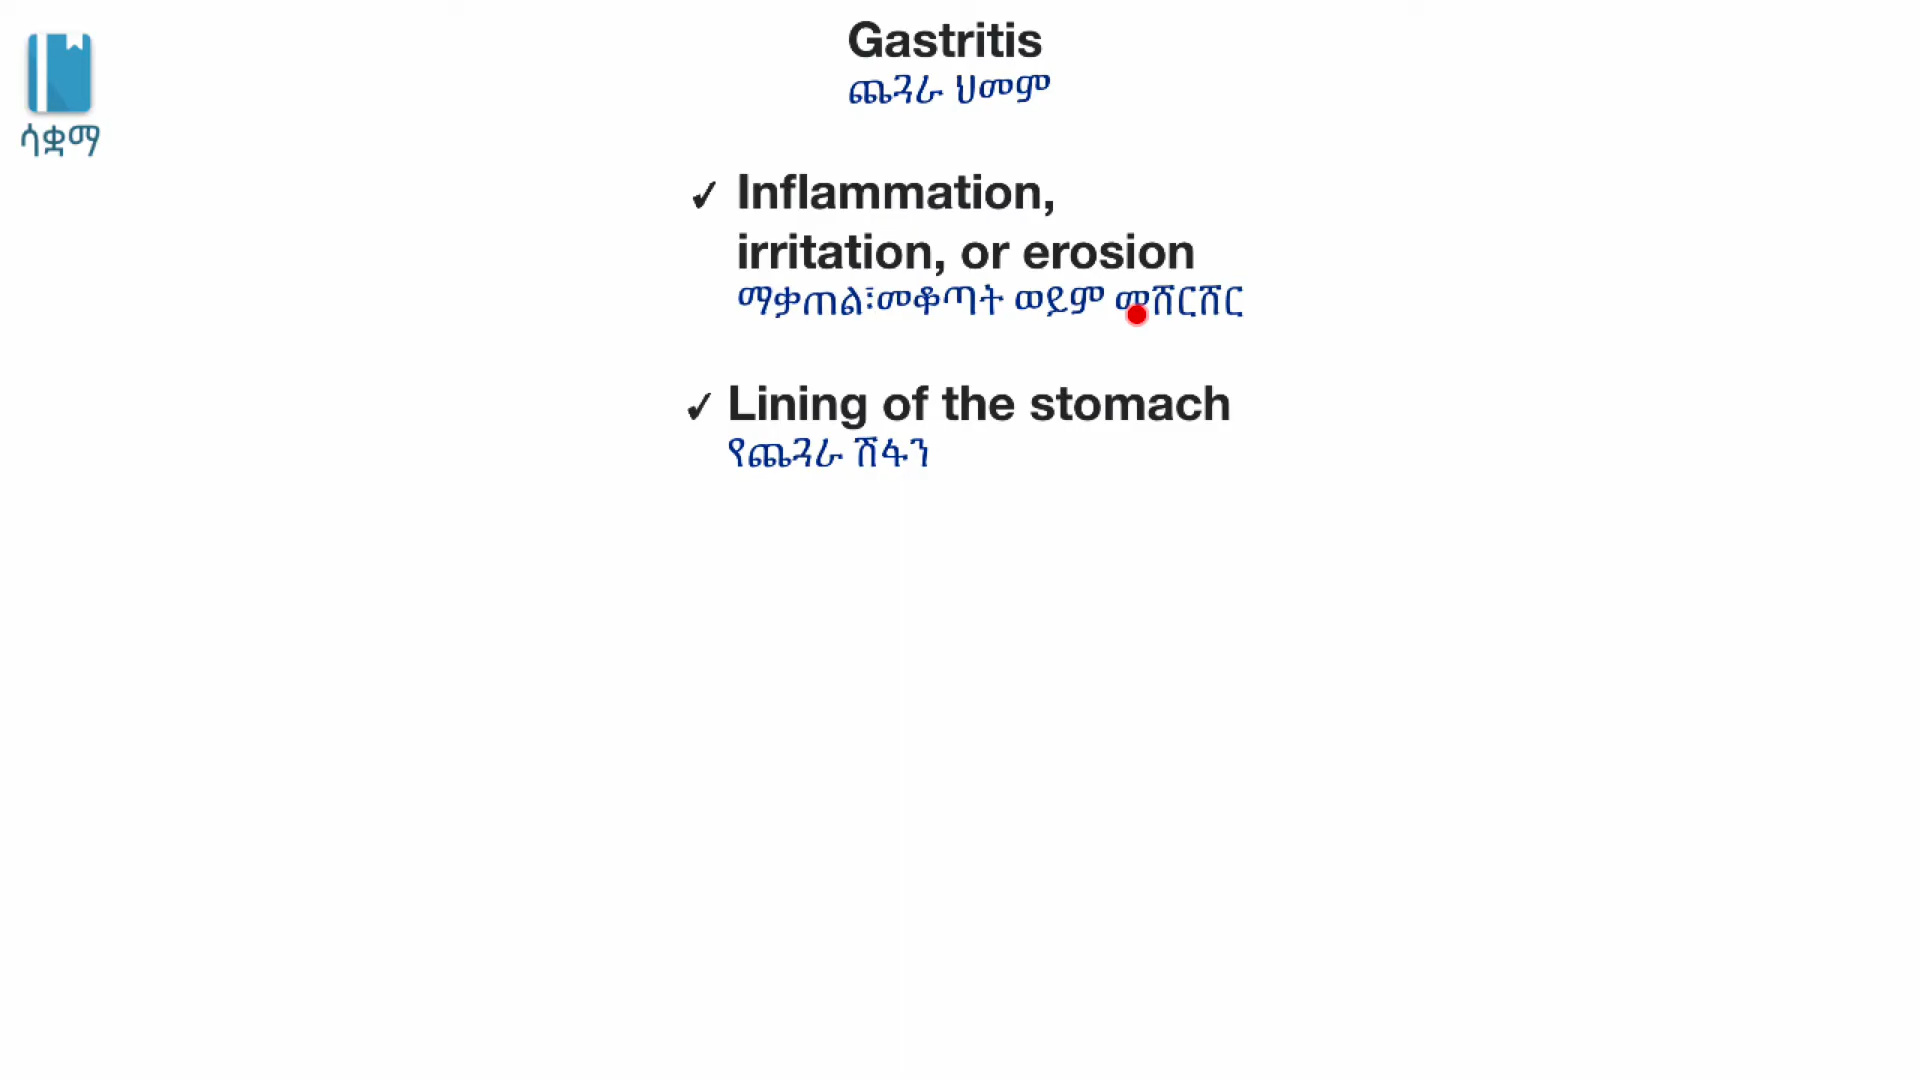 ሳቋማ
Gastritis
ጨጓራ ህመም
✓ Inflammation,
irritation, or erosion
ማቃጠል፣መቆጣት ወይም መሸርሸር
✓ Lining of the stomach
የጨጓራ ሽፋን